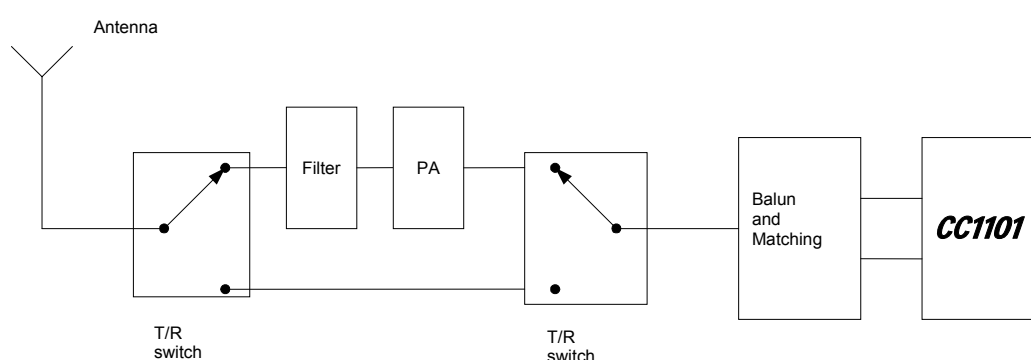 Antenna
Filter
PA
Balun
and
Matching
CC1101
T/R
switch
T/R
switch